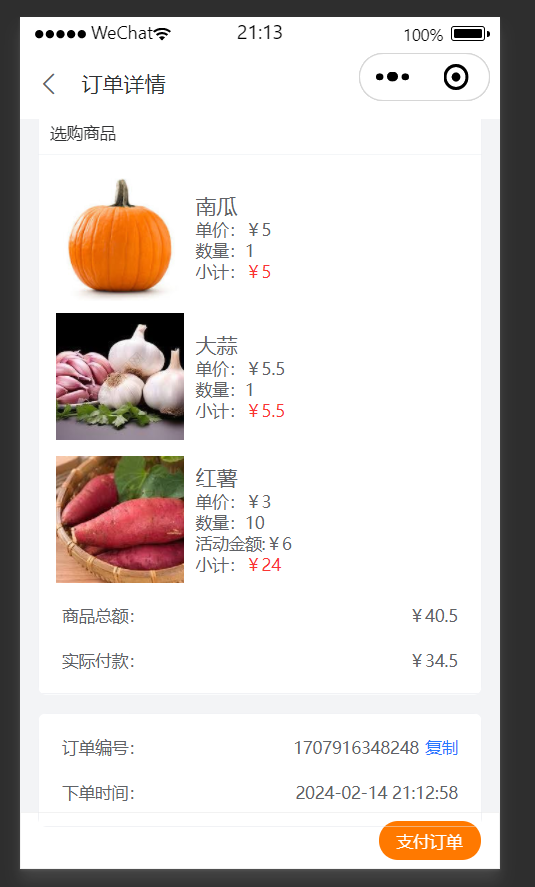 WeChat 21:13 100%
订单详情
选购商品
南瓜
单价：￥5
数量：1
小计：￥5
大蒜
单价：￥5.5
数量：1
小计：￥5.5
红薯
单价：￥3
数量：10
活动金额:￥6
小计：￥24
商品总额： ￥40.5
实际付款： ￥34.5
订单编号： 1707916348248 复制
下单时间： 2024-02-14 21:12:58
支付订单